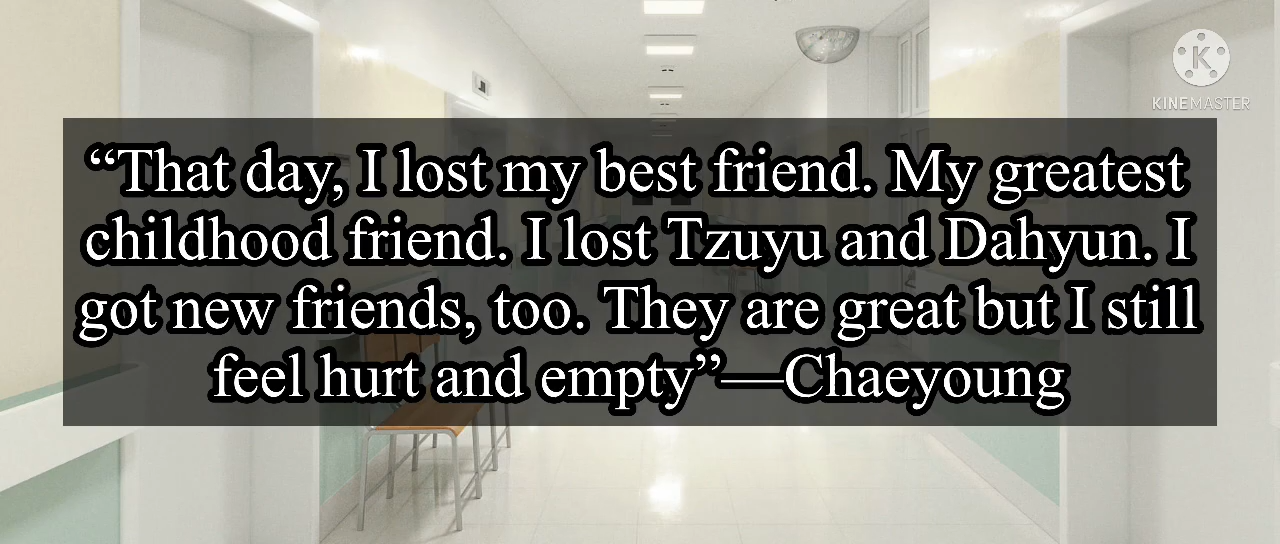 KINEMASTER
“That day, I lost my best friend. My greatest
childhood friend. I lost Tzuyu and Dahyun. I
got new friends, too. They are great but I still
feel hurt and empty”—Chaeyoung